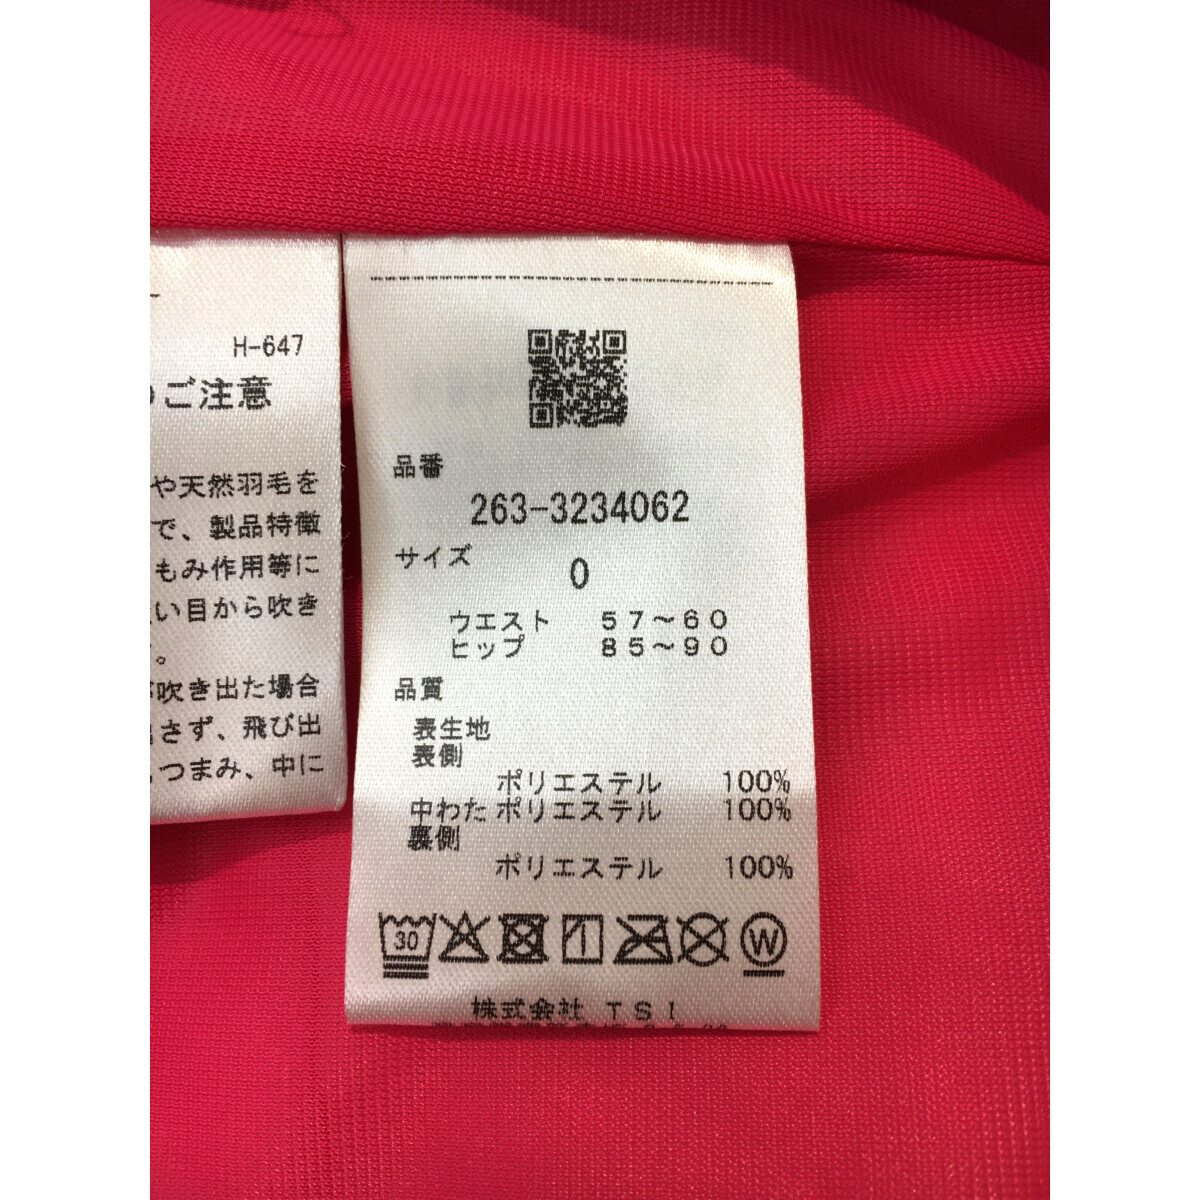 H-647
のご注意
や天然羽毛を
で、製品特徴
もみ作用等に
い目から吹き
。
吹き出た場合
さず、飛び出
つまみ、中に
品番
263-3234062
サイズ
0
ウエスト 57～60
ヒップ 85～90
品質
表生地
表側
ポリエステル 100%
中わた ポリエステル 100%
裏側
ポリエステル 100%
30
W
株式会社 TSI